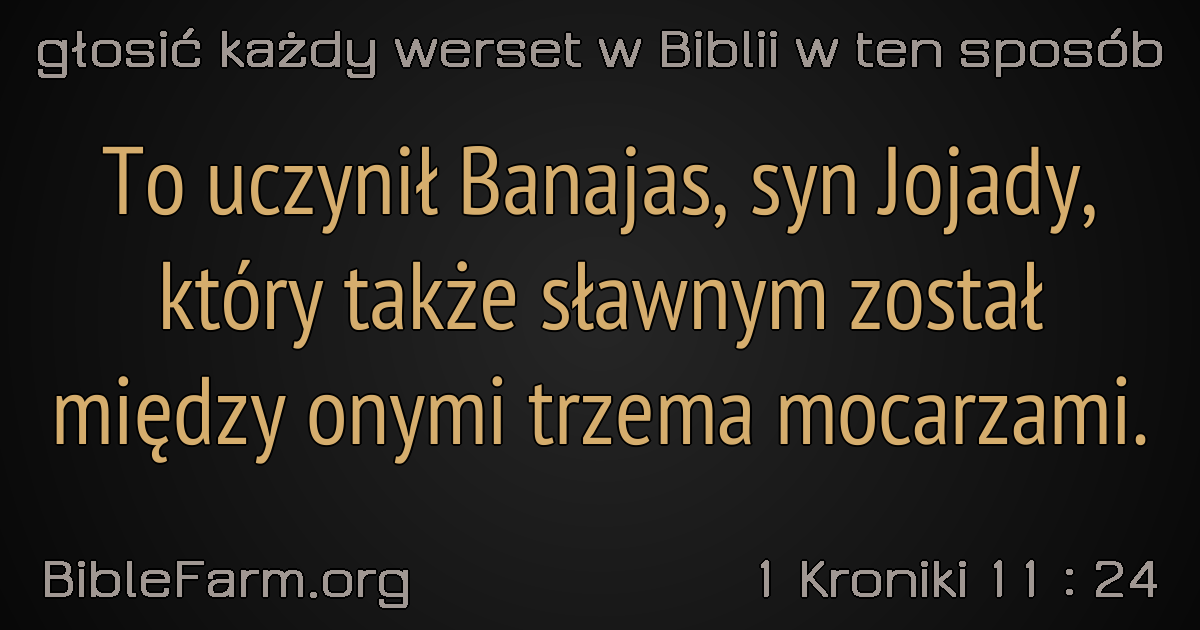 głosić każdy werset w Biblii w ten sposób
To uczynił Banajas, syn Jojady,
który także sławnym został
między onymi trzema mocarzami.
BibleFarm.org
1 Kroniki 11 : 24